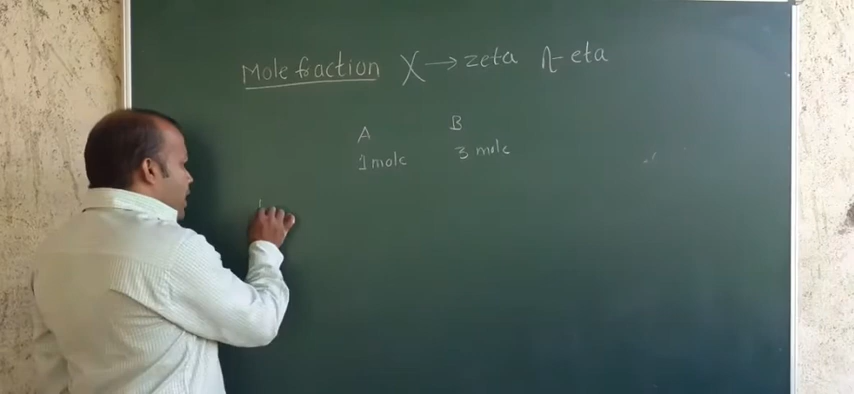 Mole fraction χ → zeta η - eta
A B
1 mole 3 mole